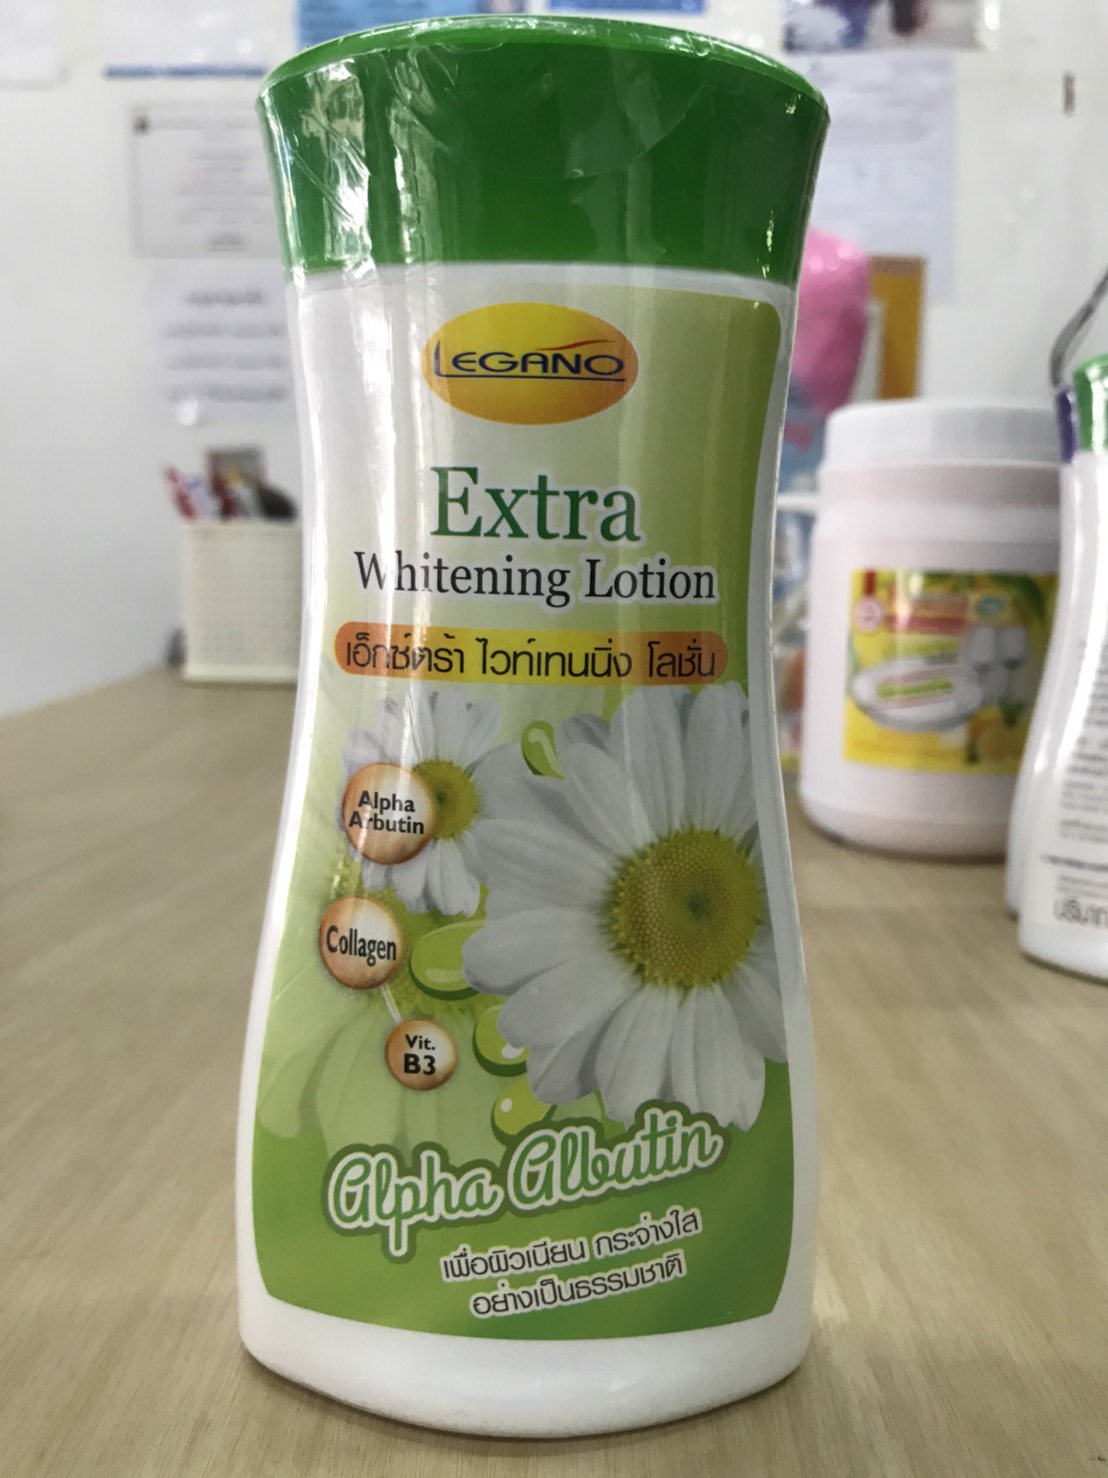 LEGANO
Extra
Whitening Lotion
เอ็กซ์ตร้า ไวท์เทนนิ่ง โลชั่น
Alpha
Arbutin
Collagen
Vit.
B3
Alpha Albutin
เพื่อผิวเนียน กระจ่างใส
อย่างเป็นธรรมชาติ